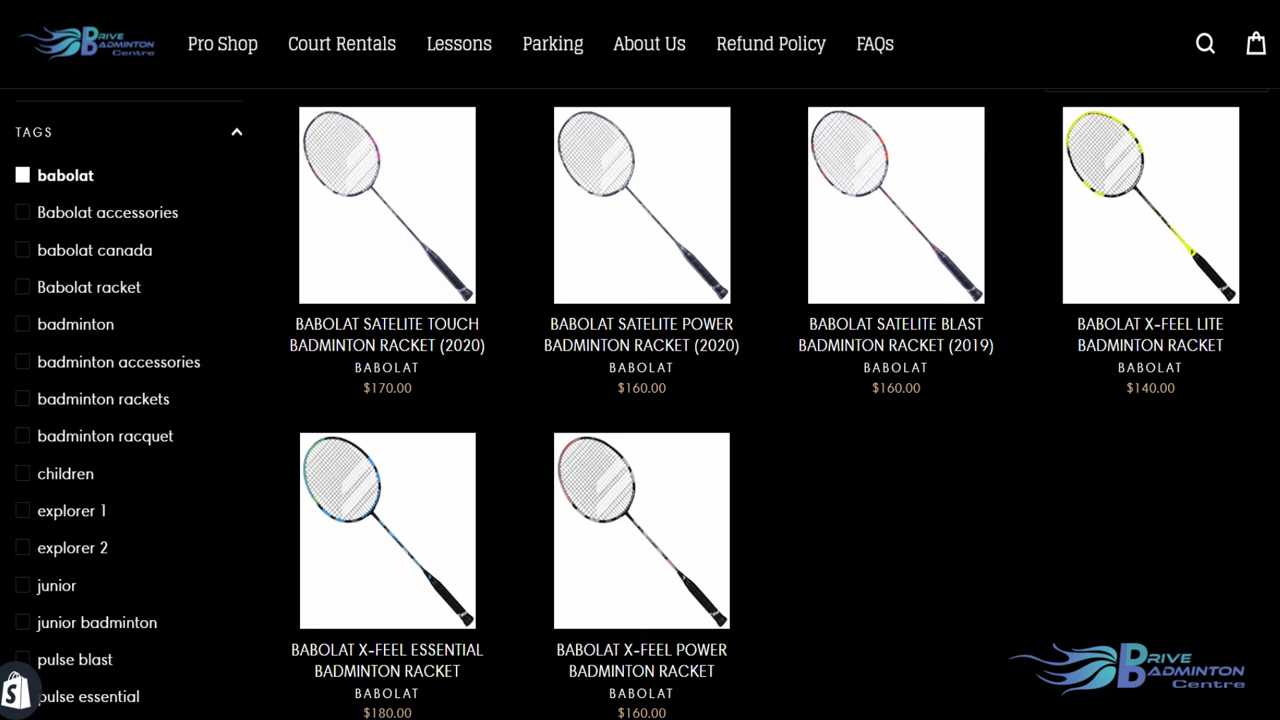 DRIVE
BADMINTON
Centre
Pro Shop
Court Rentals
Lessons
Parking
About Us
Refund Policy
FAQs
TAGS
babolat
Babolat accessories
babolat canada
Babolat racket
badminton
badminton accessories
badminton rackets
badminton racquet
children
explorer 1
explorer 2
junior
junior badminton
pulse blast
pulse essential
BABOLAT SATELITE TOUCH
BADMINTON RACKET (2020)
BABOLAT
$170.00
BABOLAT SATELITE POWER
BADMINTON RACKET (2020)
BABOLAT
$160.00
BABOLAT SATELITE BLAST
BADMINTON RACKET (2019)
BABOLAT
$160.00
BABOLAT X-FEEL LITE
BADMINTON RACKET
BABOLAT
$140.00
BABOLAT X-FEEL ESSENTIAL
BADMINTON RACKET
BABOLAT
$180.00
BABOLAT X-FEEL POWER
BADMINTON RACKET
BABOLAT
$160.00
DRIVE
BADMINTON
Centre